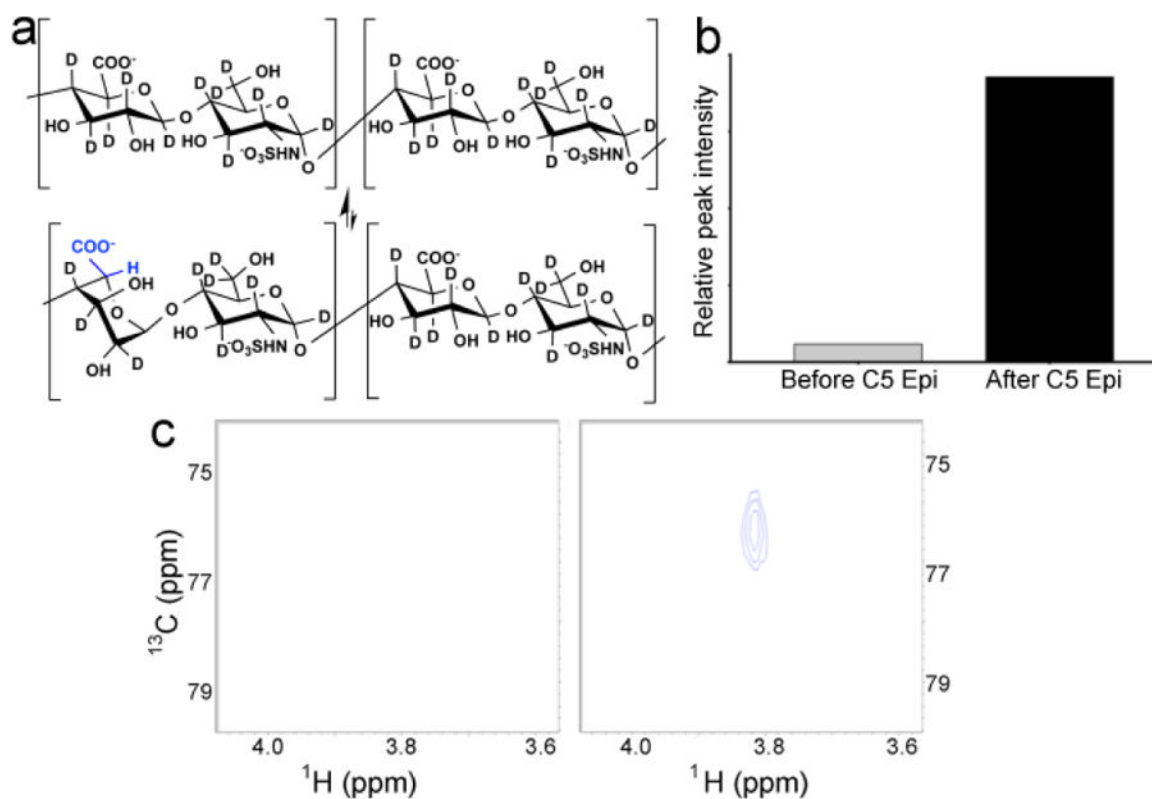 a
D COO⁻ D O O D D OH D D O D
HO D D OH D HO D ⁻O₃SHN O
D COO⁻ D O O D D OH D D O D
HO D D OH D HO D ⁻O₃SHN O
COO⁻
D H OH O D D OH D D O D
D O OH D HO D⁻O₃SHN O
D COO⁻ D O O D D OH D D O D
HO D D OH D HO D ⁻O₃SHN O
b
Relative peak intensity
Before C5 Epi After C5 Epi
c
¹³C (ppm)
75
77
79
4.0 3.8 3.6
¹H (ppm)
75
77
79
4.0 3.8 3.6
¹H (ppm)